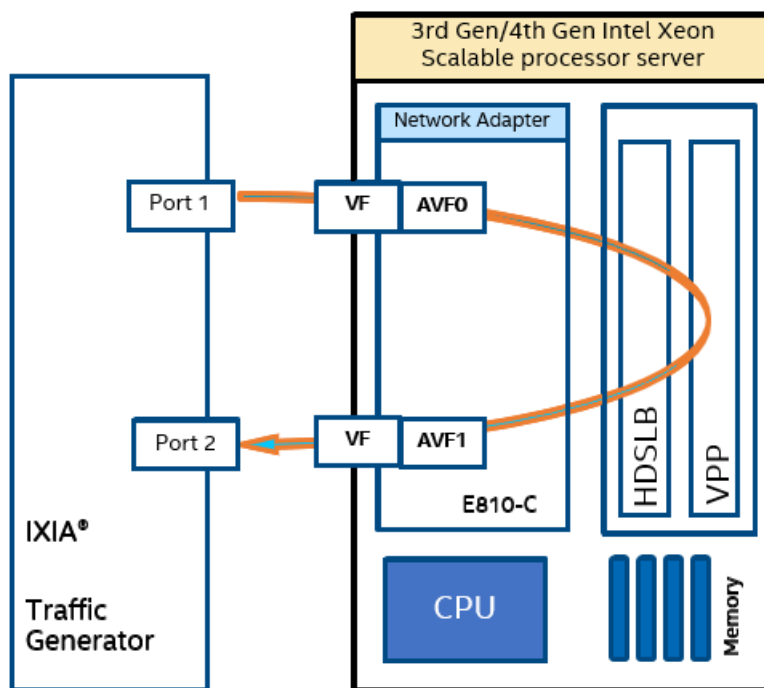 3rd Gen/4th Gen Intel Xeon
Scalable processor server
Network Adapter
Port 1
VF
AVF0
Port 2
VF
AVF1
E810-C
HDSLB
VPP
IXIA®
Traffic
Generator
CPU
Memory